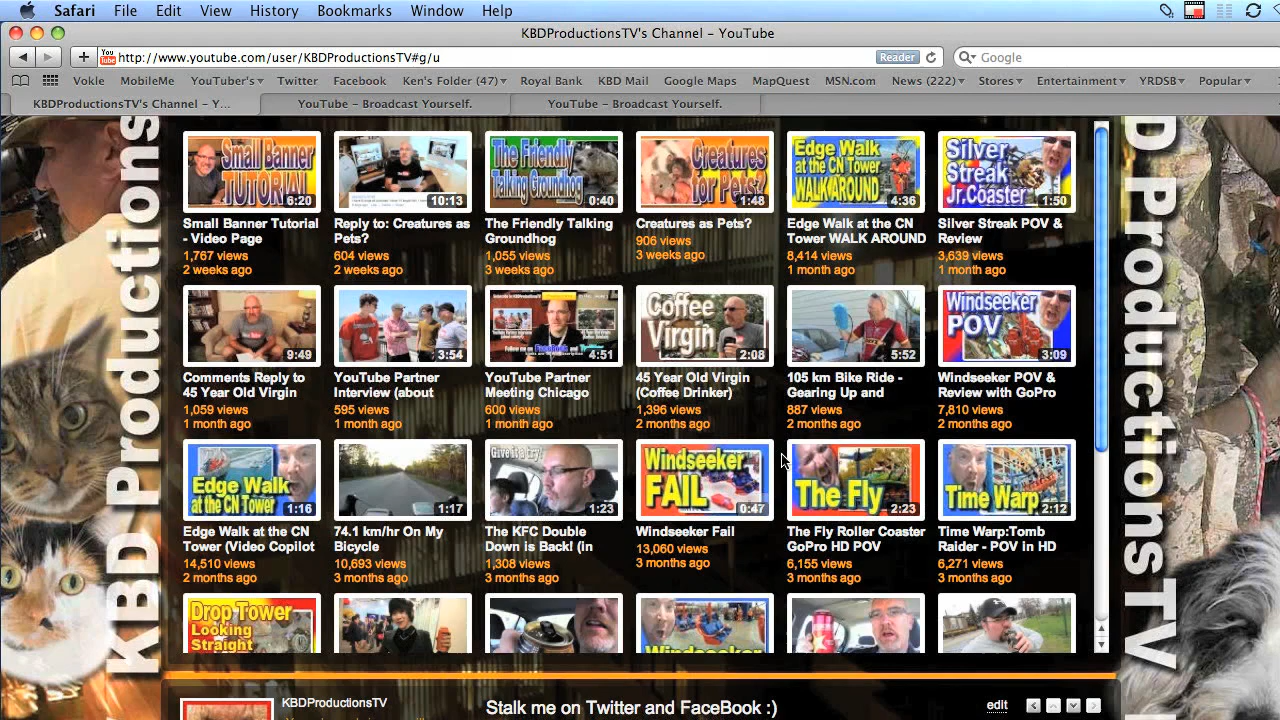 Safari File Edit View History Bookmarks Window Help
KBDProductionsTV's Channel - YouTube
http://www.youtube.com/user/KBDProductionsTV#g/u Reader Google
Vokle MobileMe YouTuber's Twitter Facebook Ken's Folder (47) Royal Bank KBD Mail Google Maps MapQuest MSN.com News (222) Stores Entertainment YRDSB Popular
KBDProductionsTV's Channel – Y... YouTube – Broadcast Yourself. YouTube – Broadcast Yourself.
KBD Productions
D Productions TV
Small Banner
TUTORIAL
6:20
10:13
The Friendly
Talking Groundhog
0:40
Creatures
for Pets?
1:48
Edge Walk
at the CN Tower
WALK AROUND
4:36
Silver
Streak
Jr.Coaster
1:50
Small Banner Tutorial
- Video Page
1,767 views
2 weeks ago
Reply to: Creatures as
Pets?
604 views
2 weeks ago
The Friendly Talking
Groundhog
1,055 views
3 weeks ago
Creatures as Pets?
906 views
3 weeks ago
Edge Walk at the CN
Tower WALK AROUND
8,414 views
1 month ago
Silver Streak POV &
Review
3,639 views
1 month ago
9:49
3:54
4:51
Coffee
Virgin
2:08
5:52
Windseeker
POV
3:09
Comments Reply to
45 Year Old Virgin
1,059 views
1 month ago
YouTube Partner
Interview (about
595 views
1 month ago
YouTube Partner
Meeting Chicago
600 views
1 month ago
45 Year Old Virgin
(Coffee Drinker)
1,396 views
2 months ago
105 km Bike Ride -
Gearing Up and
887 views
2 months ago
Windseeker POV &
Review with GoPro
7,810 views
2 months ago
Edge Walk
at the CN Tower
1:16
1:17
Give it a try!
1:23
Windseeker
FAIL
0:47
The Fly
2:23
Time Warp
2:12
Edge Walk at the CN
Tower (Video Copilot
14,510 views
2 months ago
74.1 km/hr On My
Bicycle
10,693 views
3 months ago
The KFC Double
Down is Back! (in
1,308 views
3 months ago
Windseeker Fail
13,060 views
3 months ago
The Fly Roller Coaster
GoPro HD POV
6,155 views
3 months ago
Time Warp:Tomb
Raider - POV in HD
6,271 views
3 months ago
Drop Tower
Looking
Straight
Windseeker
KBDProductionsTV
Stalk me on Twitter and FaceBook :)
edit